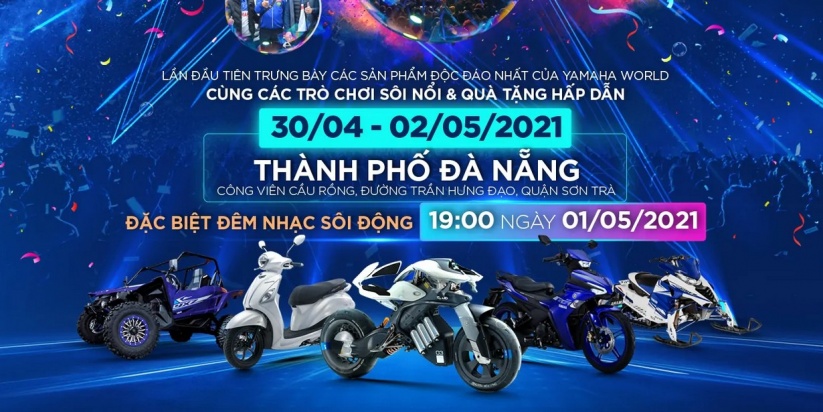 LẦN ĐẦU TIÊN TRƯNG BÀY CÁC SẢN PHẨM ĐỘC ĐÁO NHẤT CỦA YAMAHA WORLD
CÙNG CÁC TRÒ CHƠI SÔI NỔI & QUÀ TẶNG HẤP DẪN
30/04 - 02/05/2021
THÀNH PHỐ ĐÀ NẴNG
CÔNG VIÊN CẦU RỒNG, ĐƯỜNG TRẦN HƯNG ĐẠO, QUẬN SƠN TRÀ
ĐẶC BIỆT ĐÊM NHẠC SÔI ĐỘNG 19:00 NGÀY 01/05/2021